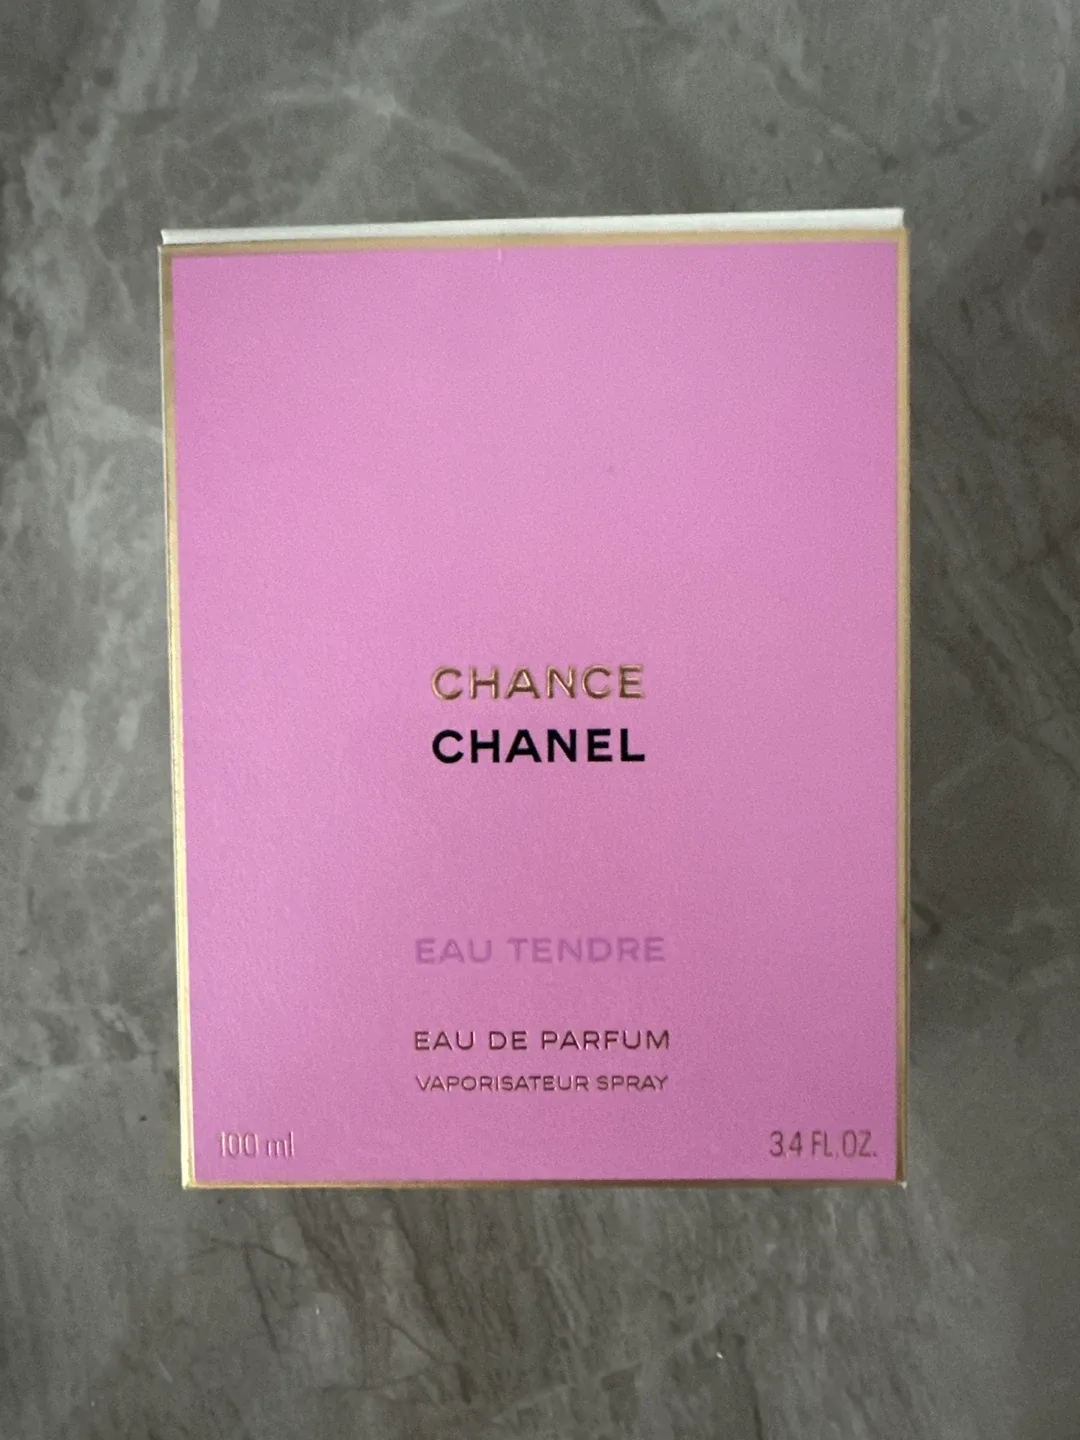 CHANCE
CHANEL
EAU TENDRE
EAU DE PARFUM
VAPORISATEUR SPRAY
100 ml 3.4 FL.OZ.